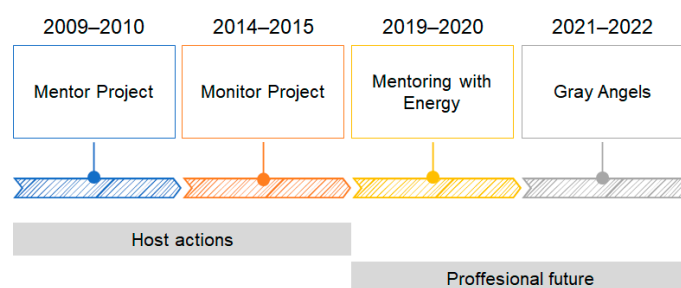 2009–2010 2014–2015 2019–2020 2021–2022
Mentor Project Monitor Project Mentoring with Energy Gray Angels
Host actions
Proffesional future